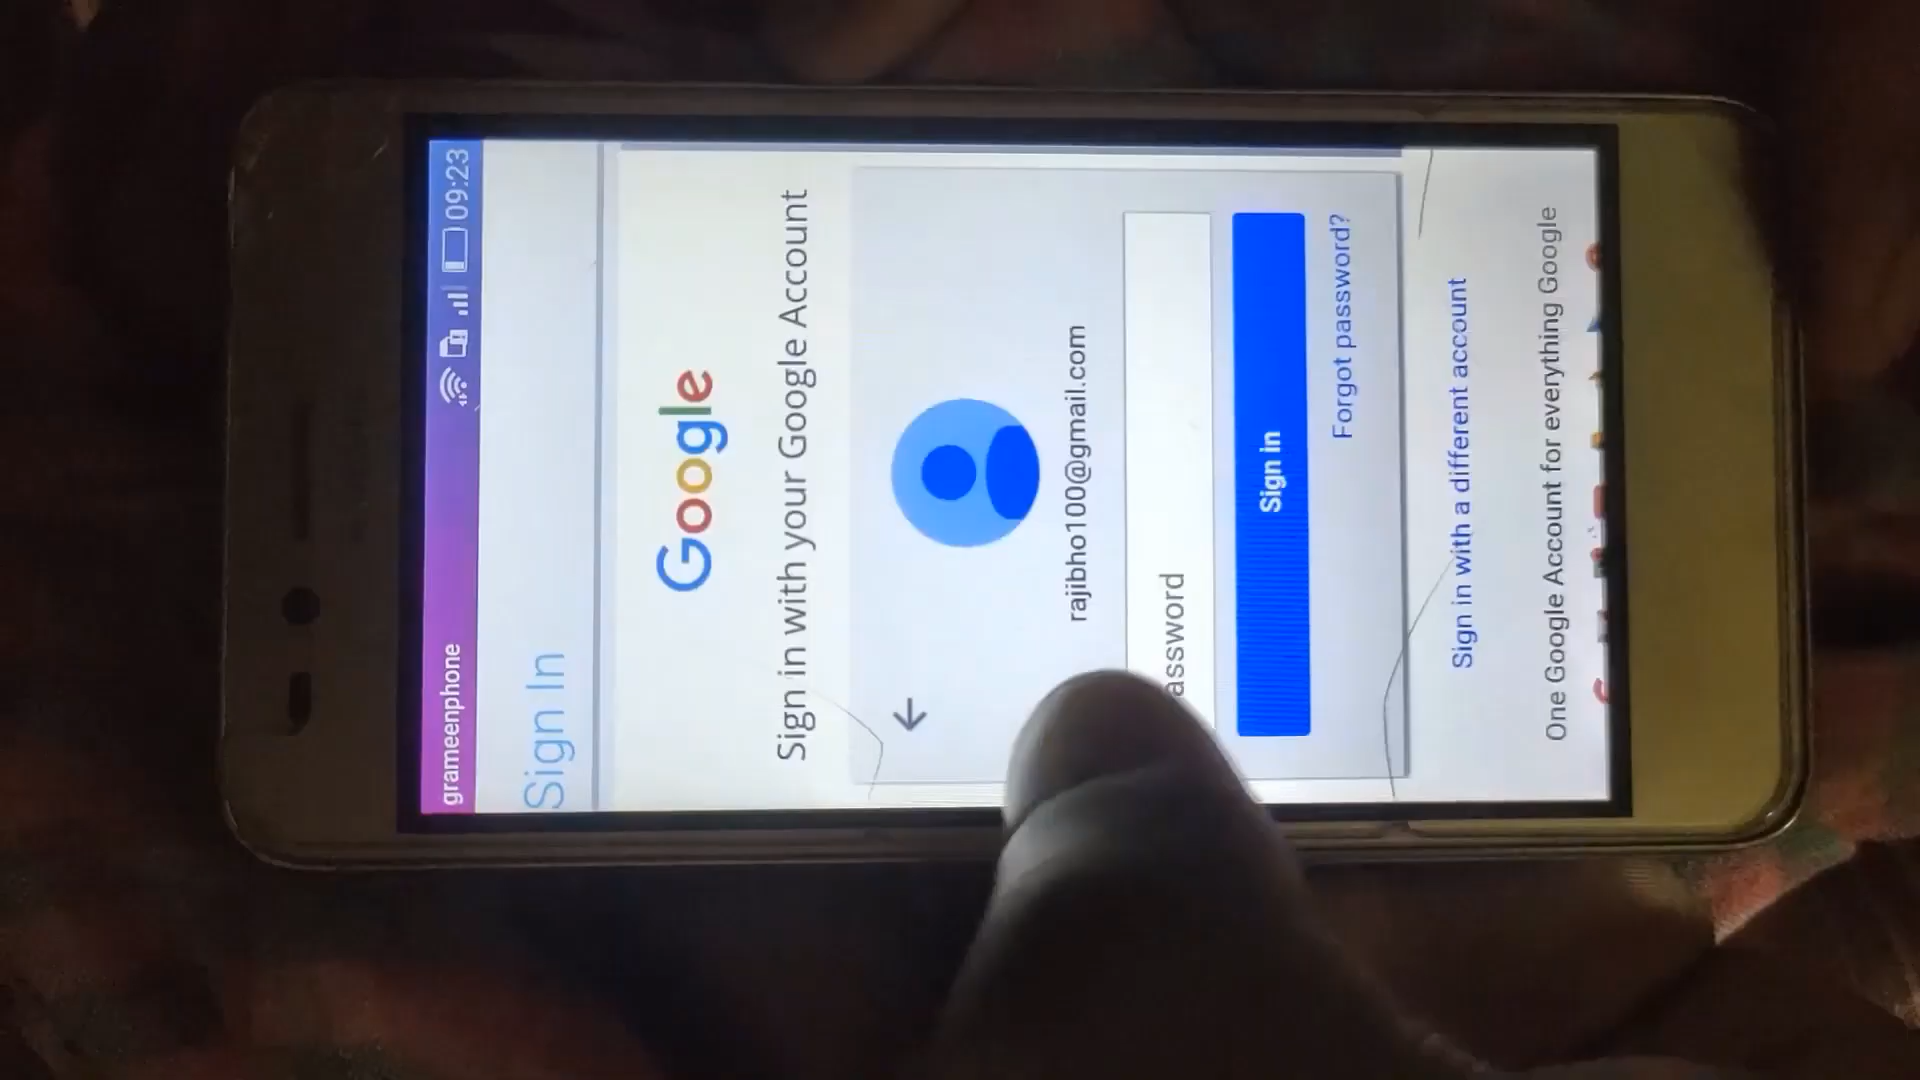 grameenphone 09:23
Sign In
Google
Sign in with your Google Account
rajibho100@gmail.com
assword
Sign in
Forgot password?
Sign in with a different account
One Google Account for everything Google